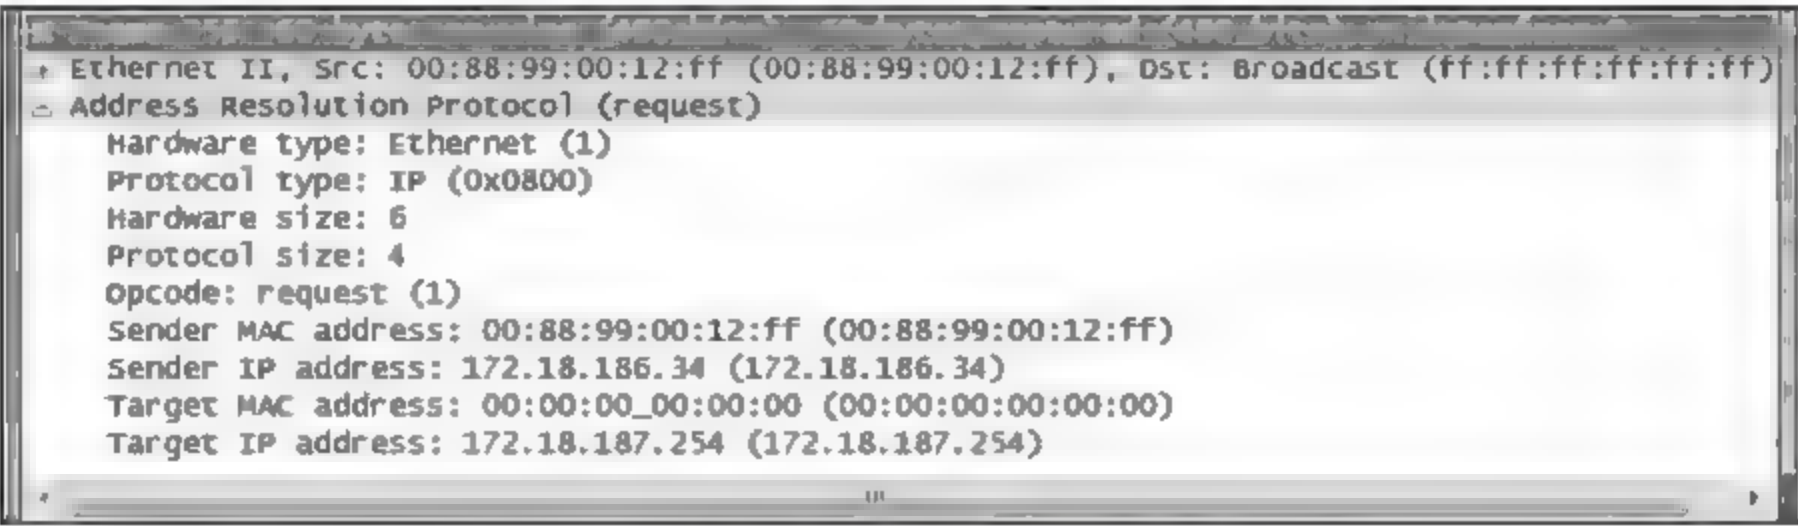 Ethernet II, Src: 00:88:99:00:12:ff (00:88:99:00:12:ff), Dst: Broadcast (ff:ff:ff:ff:ff:ff)
Address Resolution Protocol (request)
Hardware type: Ethernet (1)
Protocol type: IP (0x0800)
Hardware size: 6
Protocol size: 4
Opcode: request (1)
Sender MAC address: 00:88:99:00:12:ff (00:88:99:00:12:ff)
Sender IP address: 172.18.186.34 (172.18.186.34)
Target MAC address: 00:00:00_00:00:00 (00:00:00:00:00:00)
Target IP address: 172.18.187.254 (172.18.187.254)